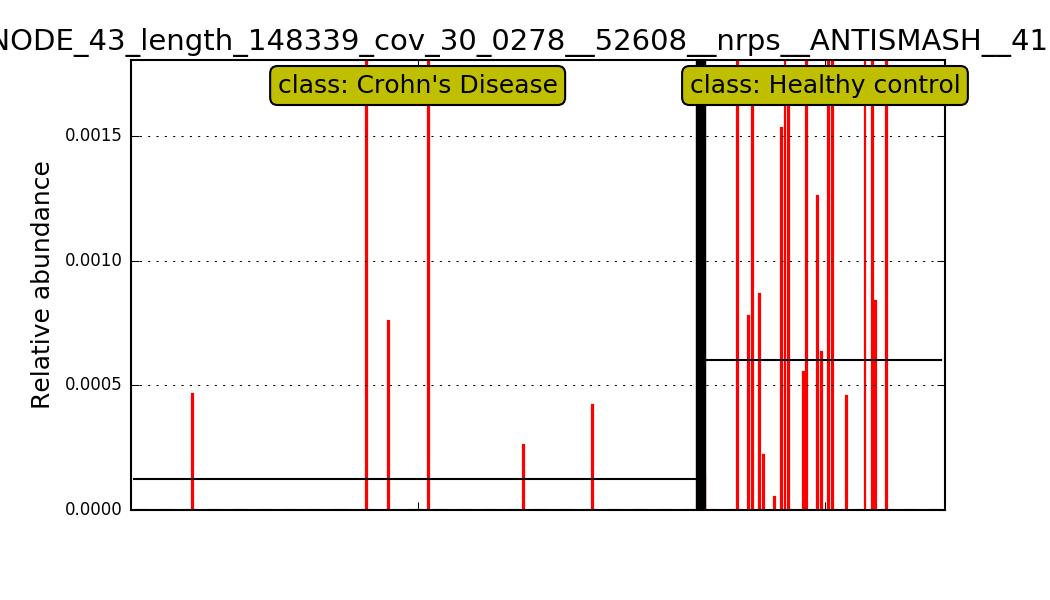 NODE_43_length_148339_cov_30_0278__52608__nrps__ANTISMASH__41
class: Crohn's Disease
class: Healthy control
Relative abundance
0.0015
0.0010
0.0005
0.0000